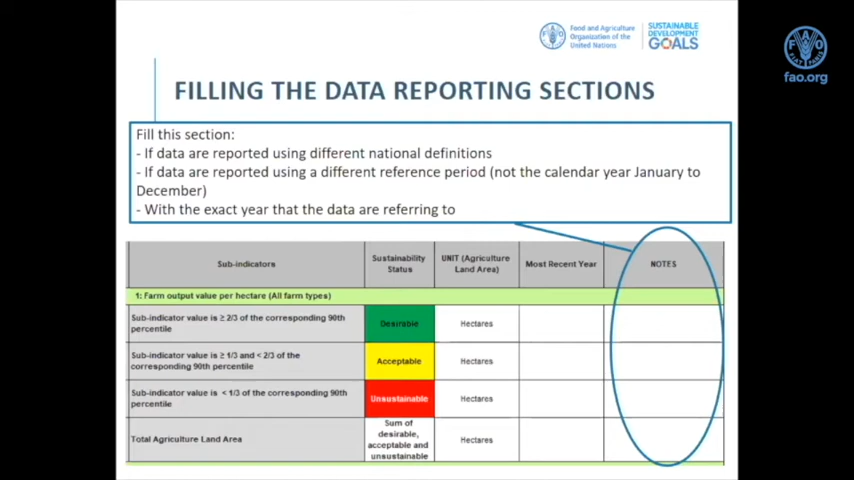 Food and Agriculture
Organization of the
United Nations
SUSTAINABLE
DEVELOPMENT
GOALS
FAO
FIAT PANIS
fao.org
FILLING THE DATA REPORTING SECTIONS
Fill this section:
- If data are reported using different national definitions
- If data are reported using a different reference period (not the calendar year January to
December)
- With the exact year that the data are referring to
Sub-indicators
Sustainability
Status
UNIT (Agriculture
Land Area)
Most Recent Year
NOTES
1: Farm output value per hectare (All farm types)
Sub-indicator value is ≥ 2/3 of the corresponding 90th
percentile
Desirable
Hectares
Sub-indicator value is ≥ 1/3 and < 2/3 of the
corresponding 90th percentile
Acceptable
Hectares
Sub-indicator value is < 1/3 of the corresponding 90th
percentile
Unsustainable
Hectares
Total Agriculture Land Area
Sum of
desirable,
acceptable and
unsustainable
Hectares